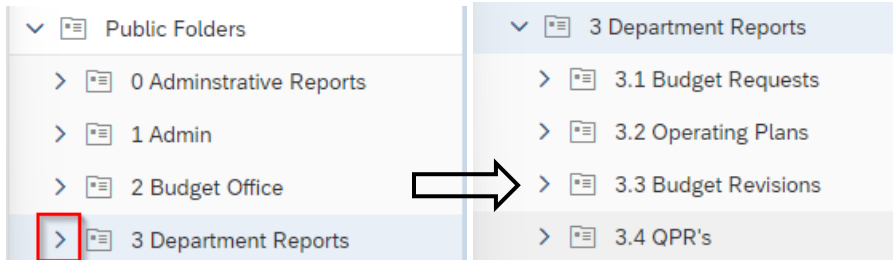 Public Folders
0 Adminstrative Reports
1 Admin
2 Budget Office
3 Department Reports
3 Department Reports
3.1 Budget Requests
3.2 Operating Plans
3.3 Budget Revisions
3.4 QPR's